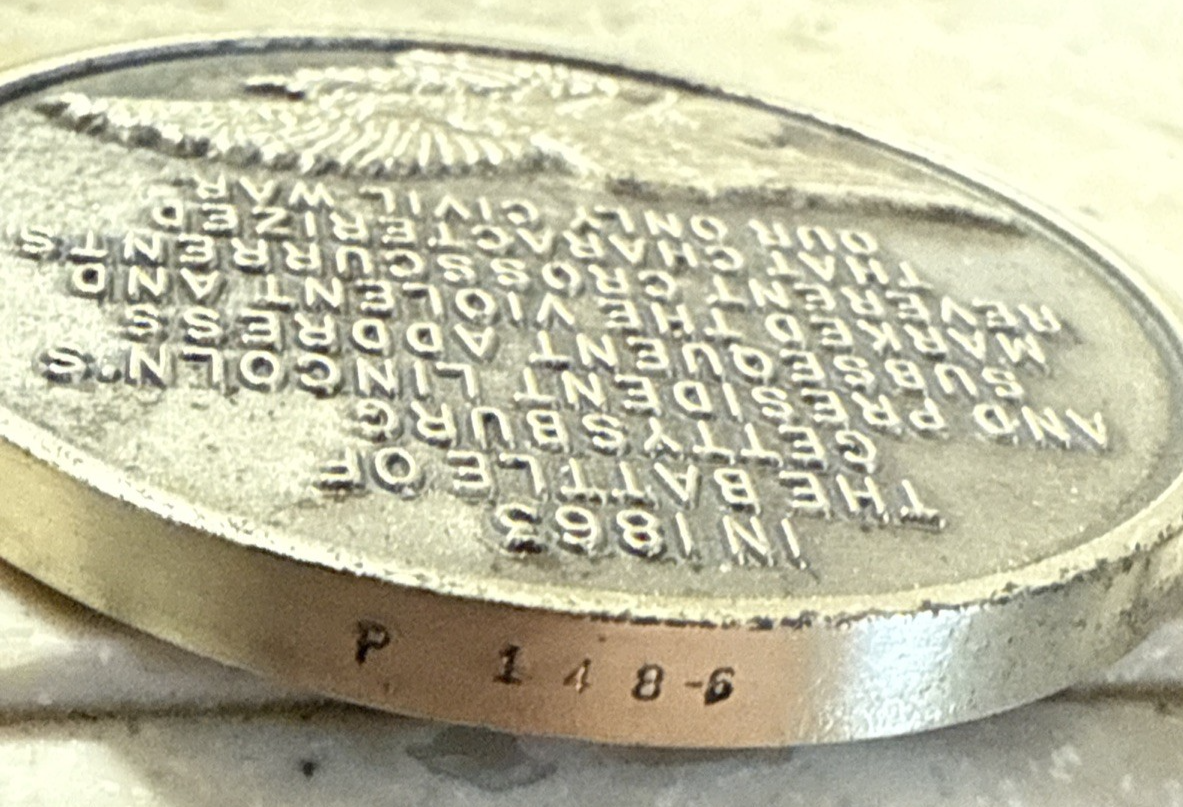 IN 1863
THE BATTLE OF
GETTYSBURG
AND PRESIDENT LINCOLN'S
SUBSEQUENT ADDRESS
MARKED THE VIOLENT AND
REVERENT CROSSCURRENTS
THAT CHARACTERIZED
OUR ONLY CIVIL WAR
P 148-6